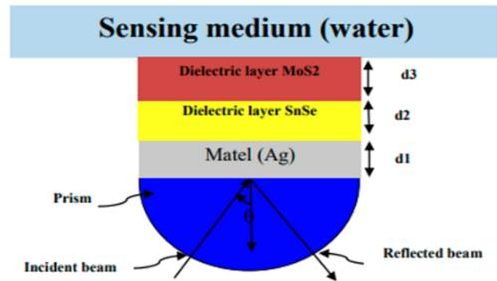 Sensing medium (water)
Dielectric layer MoS2
d3
Dielectric layer SnSe
d2
Matel (Ag)
d1
Prism
θ
Reflected beam
Incident beam